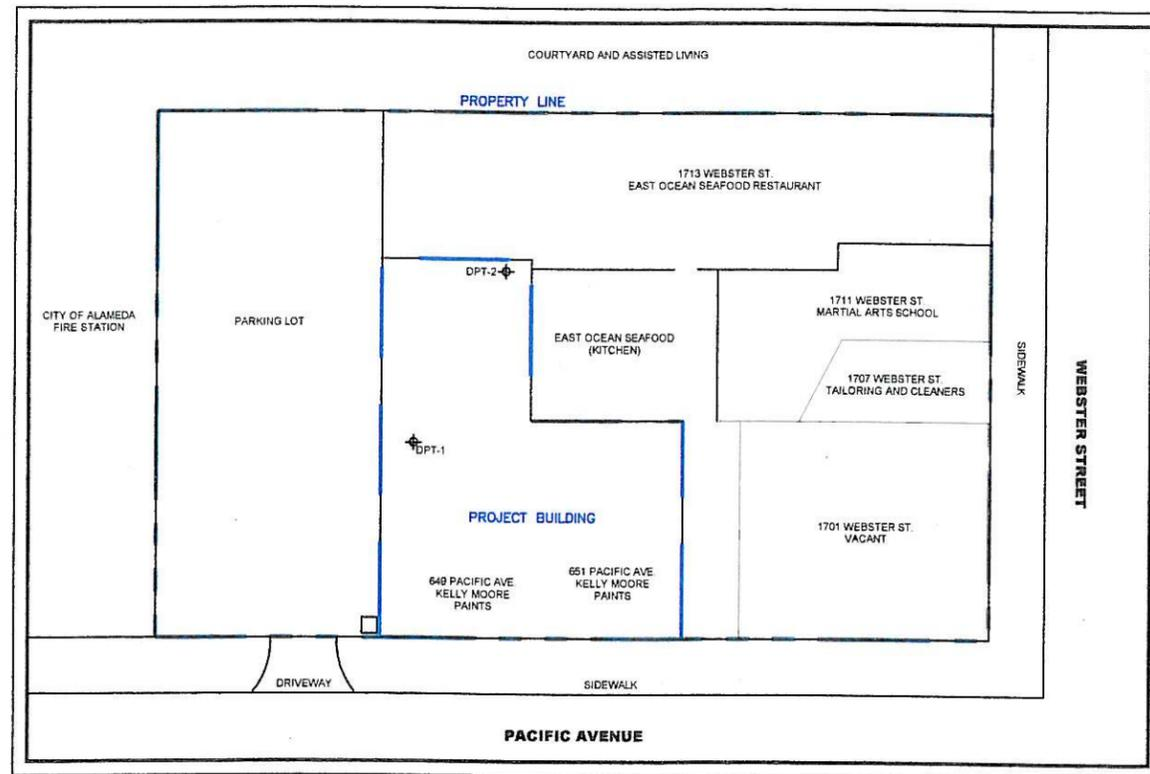 COURTYARD AND ASSISTED LIVING
PROPERTY LINE
1713 WEBSTER ST.
EAST OCEAN SEAFOOD RESTAURANT
DPT-2
1711 WEBSTER ST.
MARTIAL ARTS SCHOOL
CITY OF ALAMEDA
FIRE STATION
PARKING LOT
EAST OCEAN SEAFOOD
(KITCHEN)
SIDEWALK
WEBSTER STREET
1707 WEBSTER ST.
TAILORING AND CLEANERS
DPT-1
PROJECT BUILDING
1701 WEBSTER ST.
VACANT
649 PACIFIC AVE.
KELLY MOORE
PAINTS
651 PACIFIC AVE.
KELLY MOORE
PAINTS
DRIVEWAY
SIDEWALK
PACIFIC AVENUE